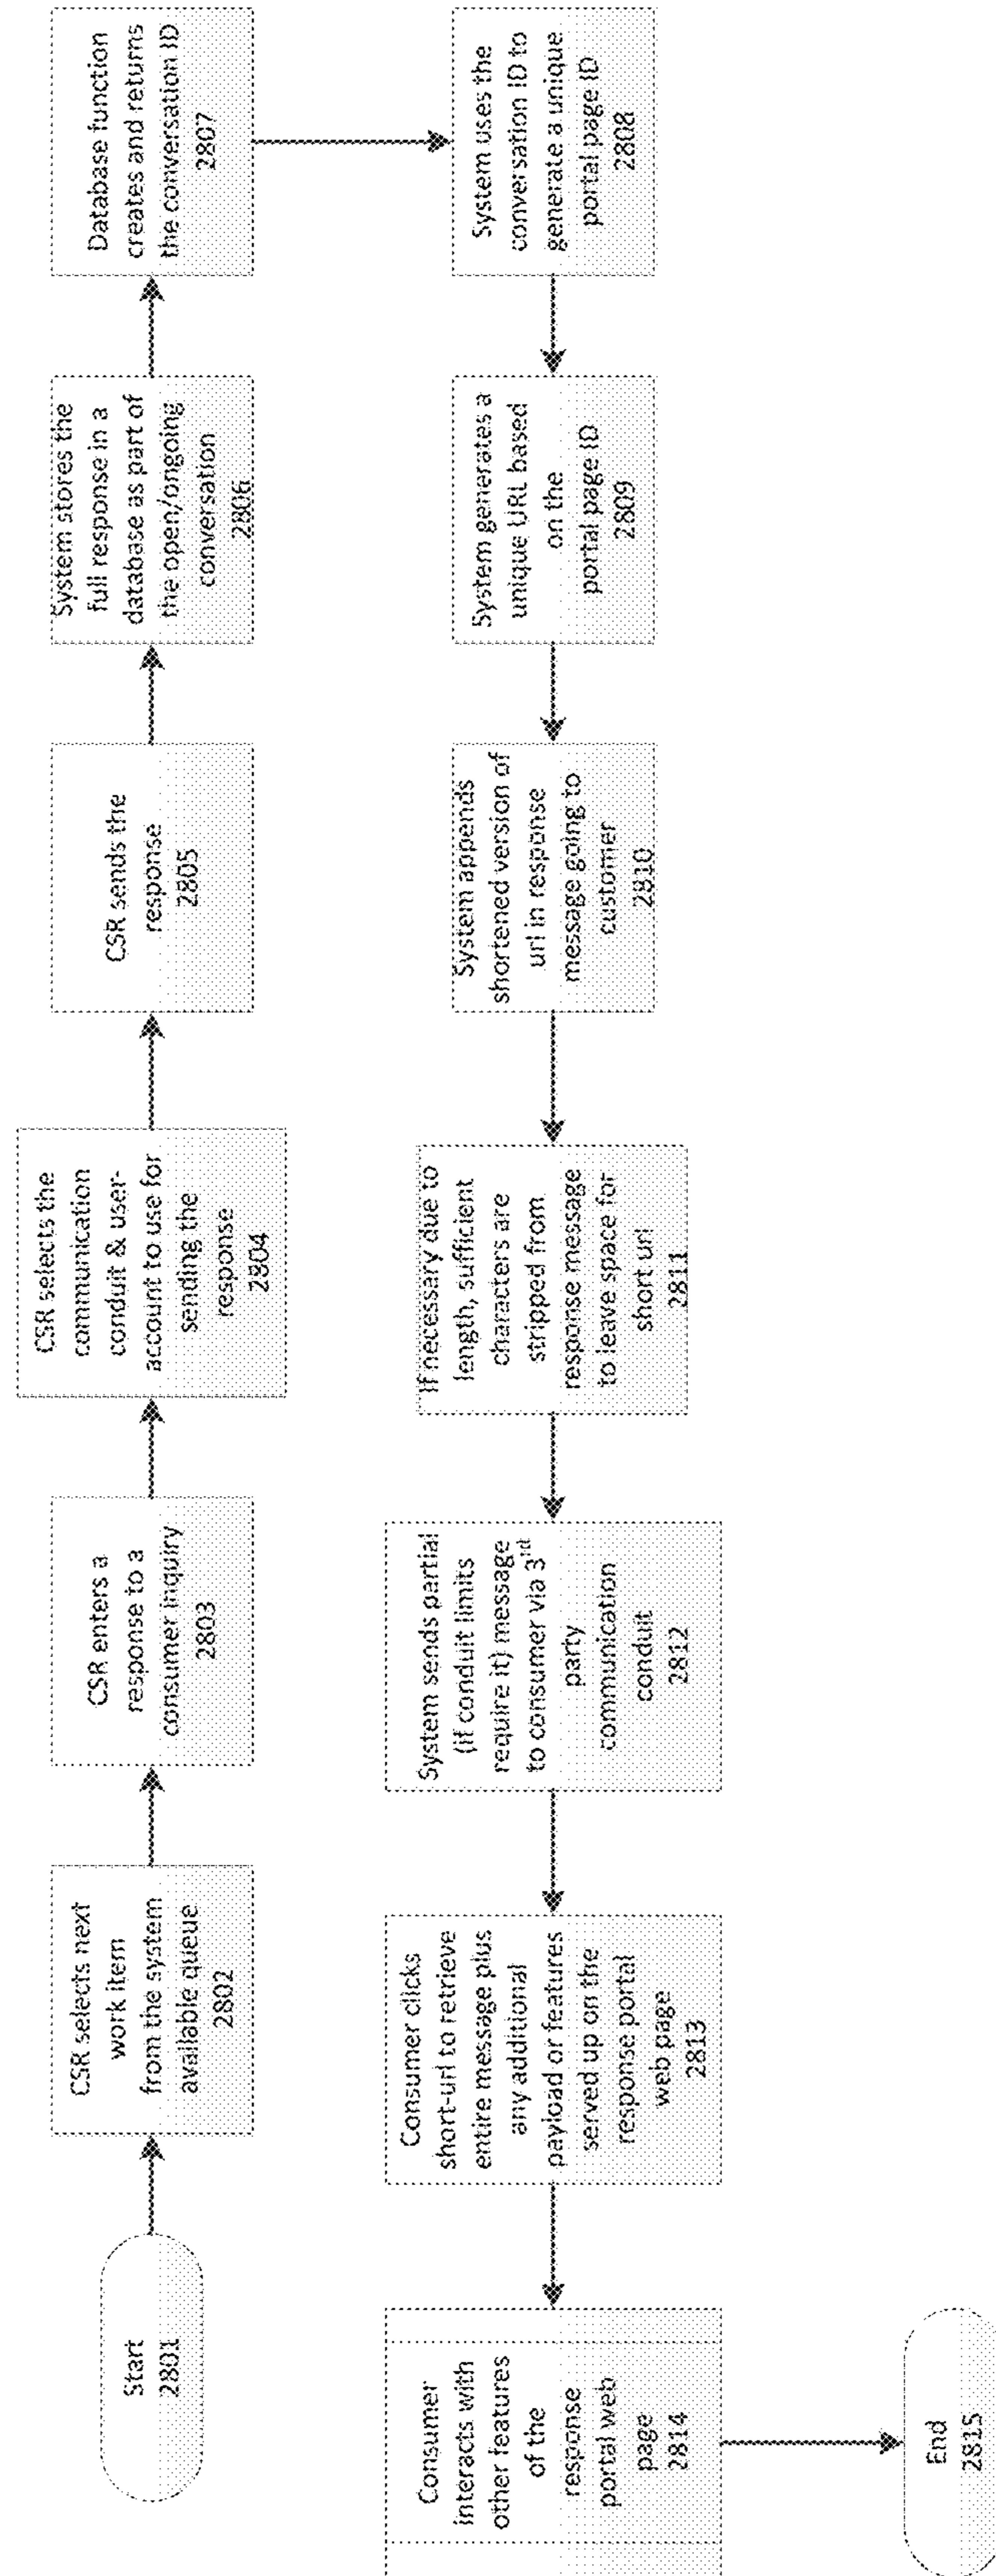 Start
2801
CSR selects next
work item
from the system
available queue
2802
CSR enters a
response to a
consumer inquiry
2803
CSR selects the
communication
conduit & user-
account to use for
sending the
response
2804
CSR sends the
response
2805
System stores the
full response in a
database as part of
the open/ongoing
conversation
2806
Database function
creates and returns
the conversation ID
2807
System uses the
conversation ID to
generate a unique
portal page ID
2808
System generates a
unique URL based
on the
portal page ID
2809
System appends
shortened version of
url in response
message going to
customer
2810
If necessary due to
length, sufficient
characters are
stripped from
response message
to leave space for
short url
2811
System sends partial
(if conduit limits
require it) message
to consumer via 3rd
party
communication
conduit
2812
Consumer clicks
short-url to retrieve
entire message plus
any additional
payload or features
served up on the
response portal
web page
2813
Consumer
interacts with
other features
of the
response
portal web
page
2814
End
2815